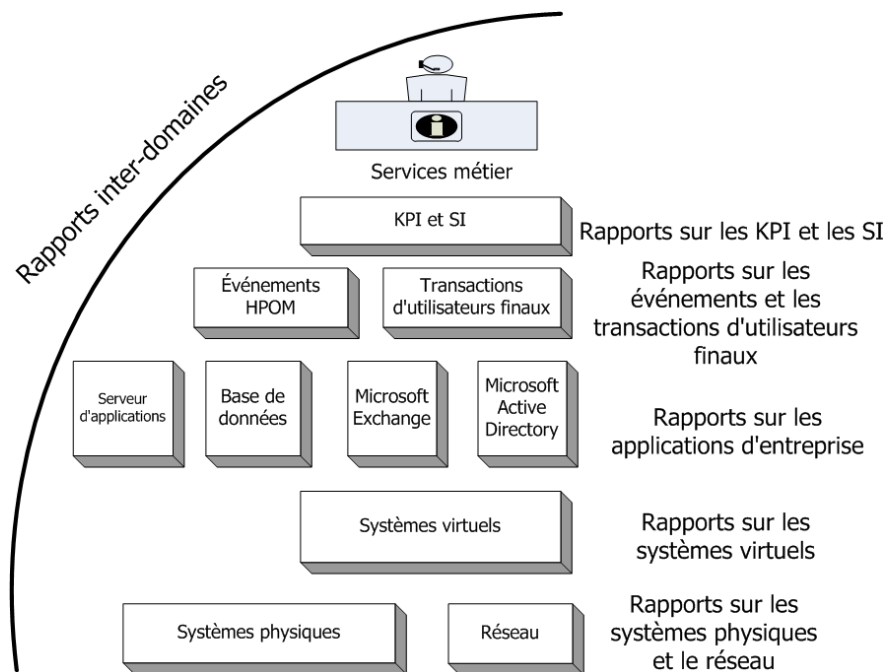 Rapports inter-domaines
Services métier
KPI et SI
Rapports sur les KPI et les SI
Événements
HPOM
Transactions
d'utilisateurs finaux
Rapports sur les
événements et les
transactions d'utilisateurs
finaux
Serveur
d'applications
Base de
données
Microsoft
Exchange
Microsoft
Active
Directory
Rapports sur les
applications d'entreprise
Systèmes virtuels
Rapports sur les
systèmes virtuels
Systèmes physiques
Réseau
Rapports sur les
systèmes physiques
et le réseau